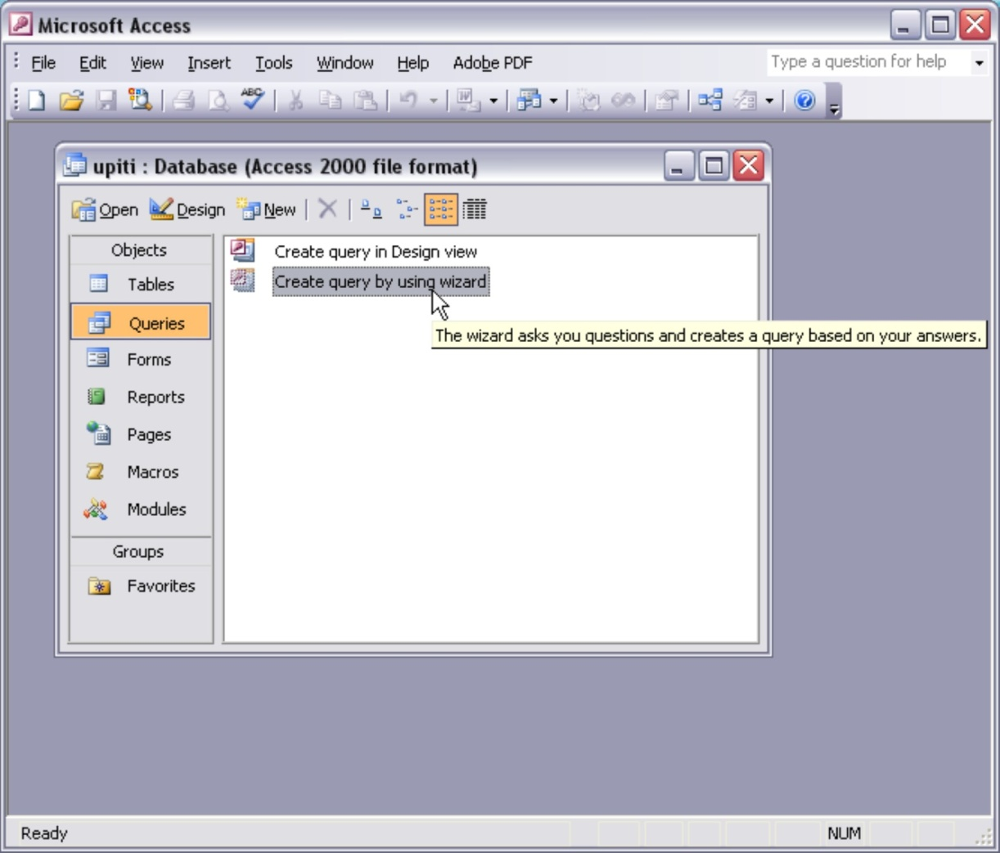 Microsoft Access
File Edit View Insert Tools Window Help Adobe PDF Type a question for help
ABC
W
upiti : Database (Access 2000 file format)
Open Design New
Objects
Tables
Queries
Forms
Reports
Pages
Macros
Modules
Groups
Favorites
Create query in Design view
Create query by using wizard
The wizard asks you questions and creates a query based on your answers.
Ready NUM